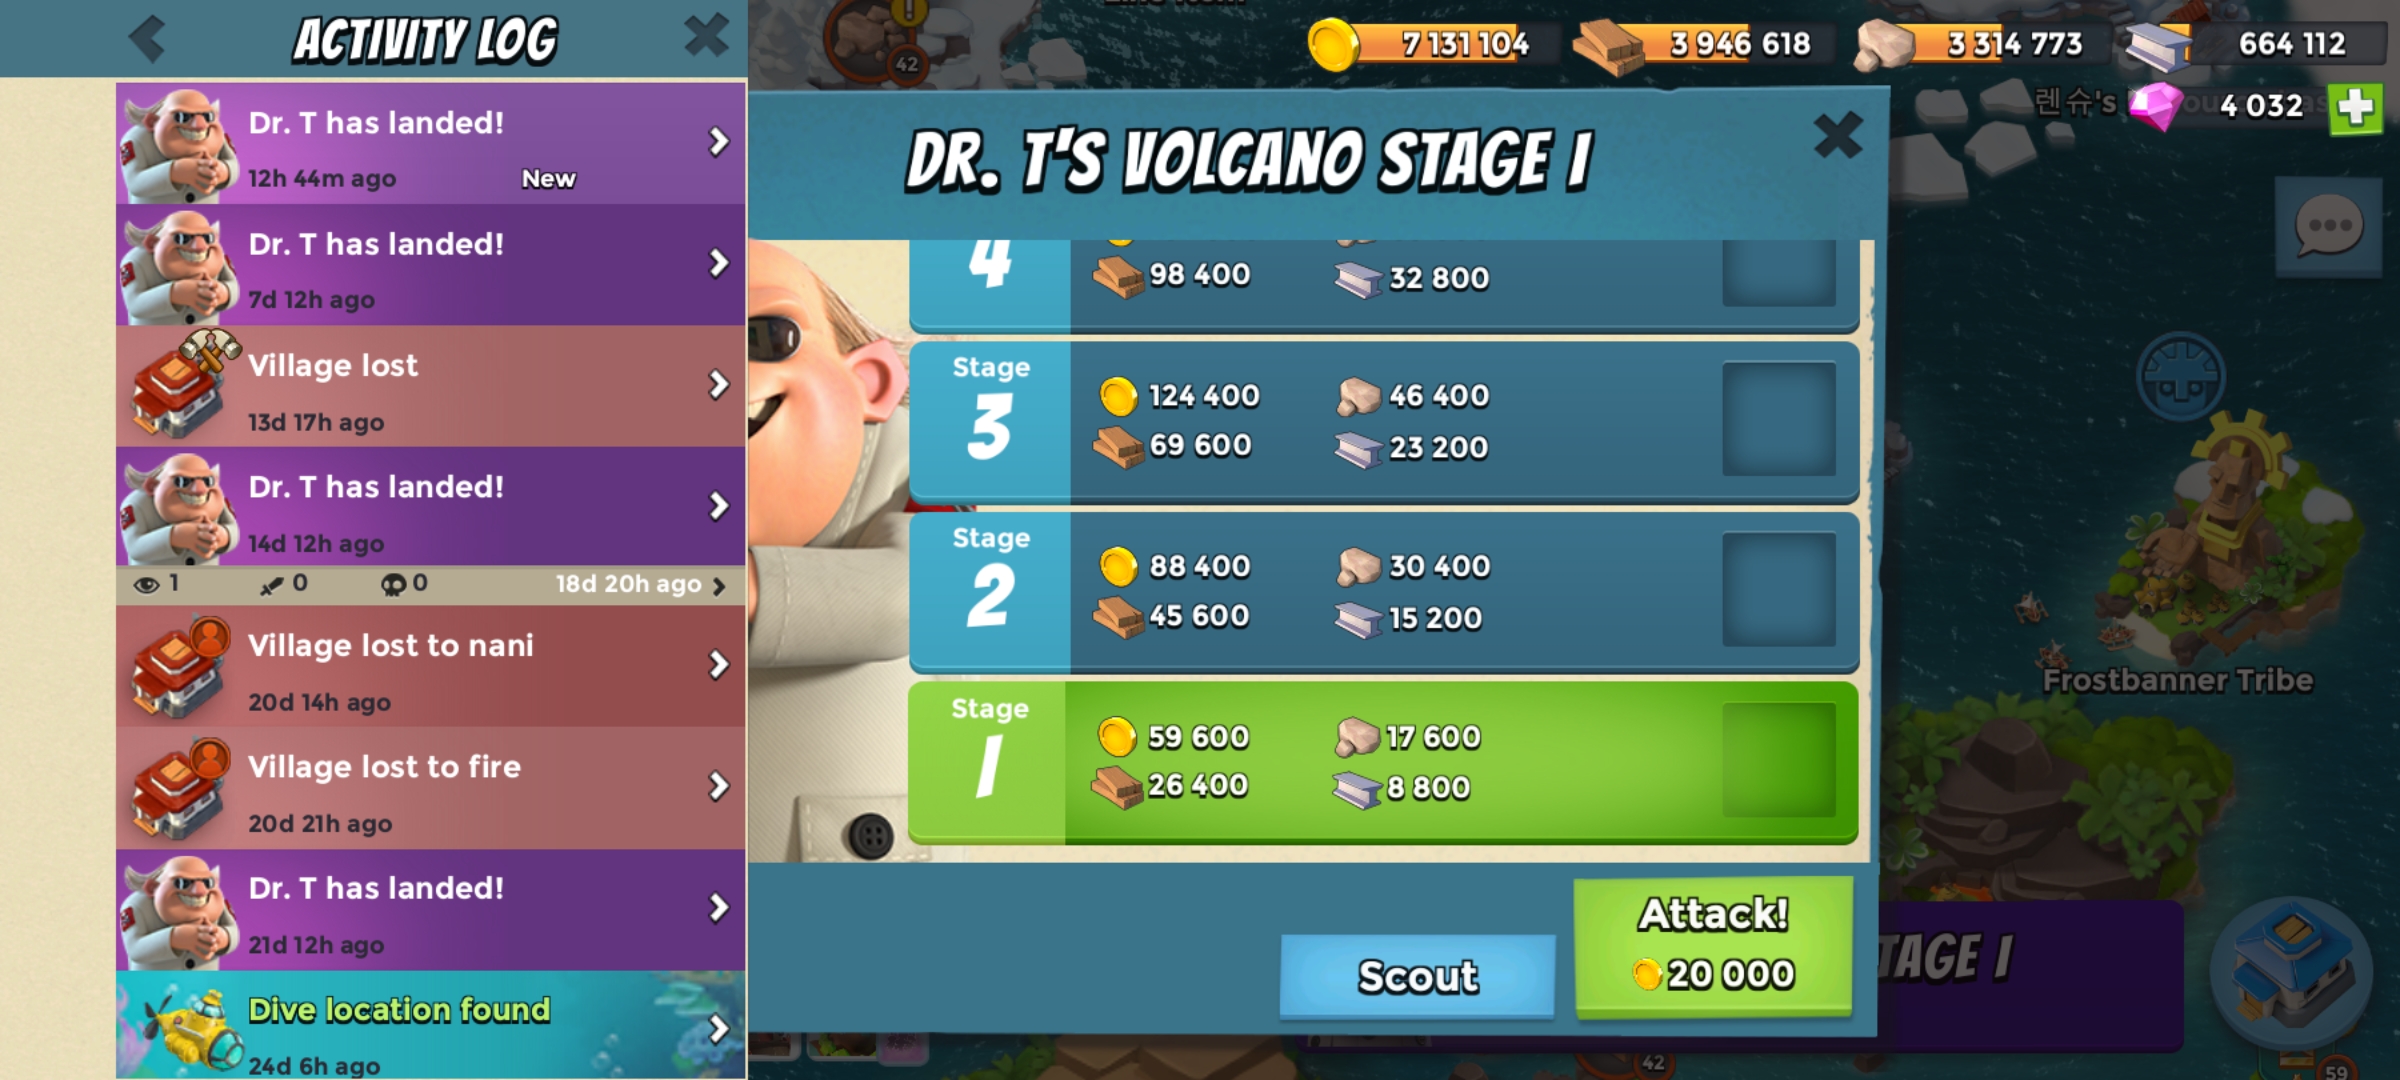 ACTIVITY LOG
Dr. T has landed!
12h 44m ago
New
Dr. T has landed!
7d 12h ago
Village lost
13d 17h ago
Dr. T has landed!
14d 12h ago
1
0
0
18d 20h ago
Village lost to nani
20d 14h ago
Village lost to fire
20d 21h ago
Dr. T has landed!
21d 12h ago
Dive location found
24d 6h ago
42
7 131 104
3 946 618
3 314 773
664 112
렌슈's
4 032
DR. T'S VOLCANO STAGE 1
4
98 400
32 800
Stage
3
124 400
46 400
69 600
23 200
Stage
2
88 400
30 400
45 600
15 200
Stage
1
59 600
17 600
26 400
8 800
Scout
Attack!
20 000
Frostbanner Tribe
TAGE 1
42
59